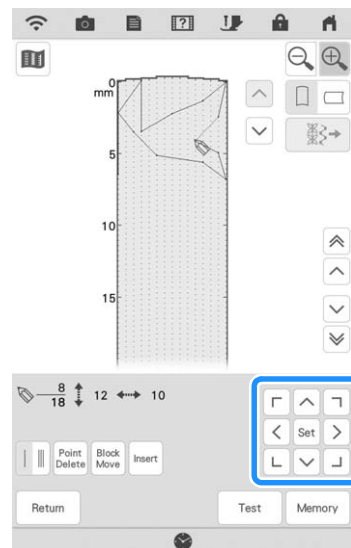 0
mm
5
10
15
8
18
12
10
Point
Delete
Block
Move
Insert
Set
Return
Test
Memory